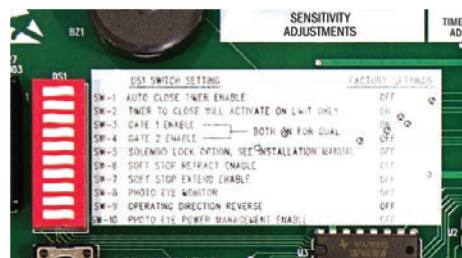 SENSITIVITY
ADJUSTMENTS
TIME
AD
BZ1
DS1
DS1 SWITCH SETTING FACTORY SETTINGS
SW-1 AUTO CLOSE TIMER ENABLE OFF
SW-2 TIMER TO CLOSE WILL ACTIVATE ON LIMIT ONLY ON
SW-3 GATE 1 ENABLE BOTH ON FOR DUAL ON
SW-4 GATE 2 ENABLE OFF
SW-5 SOLENOID LOCK OPTION, SEE INSTALLATION MANUAL OFF
SW-6 SOFT STOP RETRACT ENABLE OFF
SW-7 SOFT STOP EXTEND ENABLE OFF
SW-8 PHOTO EYE MONITOR OFF
SW-9 OPERATING DIRECTION REVERSE OFF
SW-10 PHOTO EYE POWER MANAGEMENT ENABLE OFF
U3
U2